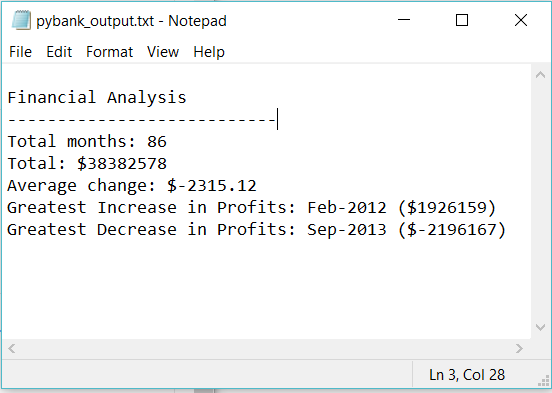 pybank_output.txt - Notepad
File Edit Format View Help
Financial Analysis
---------------------------
Total months: 86
Total: $38382578
Average change: $-2315.12
Greatest Increase in Profits: Feb-2012 ($1926159)
Greatest Decrease in Profits: Sep-2013 ($-2196167)
Ln 3, Col 28